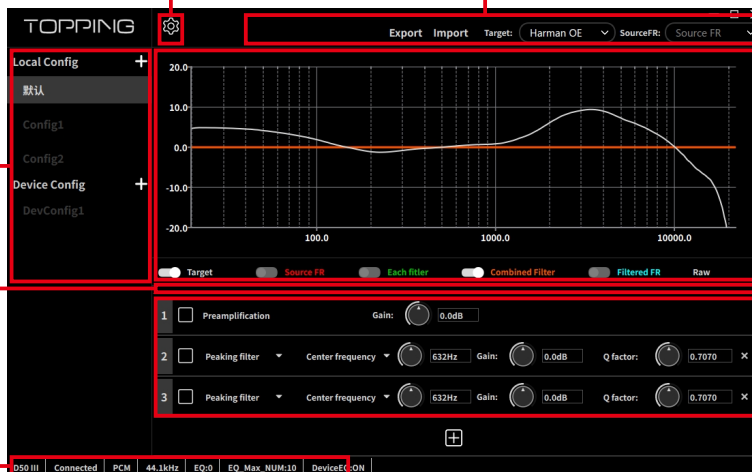 TOPPING
Export Import Target: Harman OE SourceFR: Source FR
Local Config +
默认
Config1
Config2
Device Config +
DevConfig1
20.0
10.0
0.0
-10.0
-20.0
100.0 1000.0 10000.0
Target Source FR Each fitler Combined Filter Filtered FR Raw
1 Preamplification Gain: 0.0dB
2 Peaking filter Center frequency 632Hz Gain: 0.0dB Q factor: 0.7070 ×
3 Peaking filter Center frequency 632Hz Gain: 0.0dB Q factor: 0.7070 ×
D50 III Connected PCM 44.1kHz EQ:0 EQ_Max_NUM:10 DeviceEQ:ON